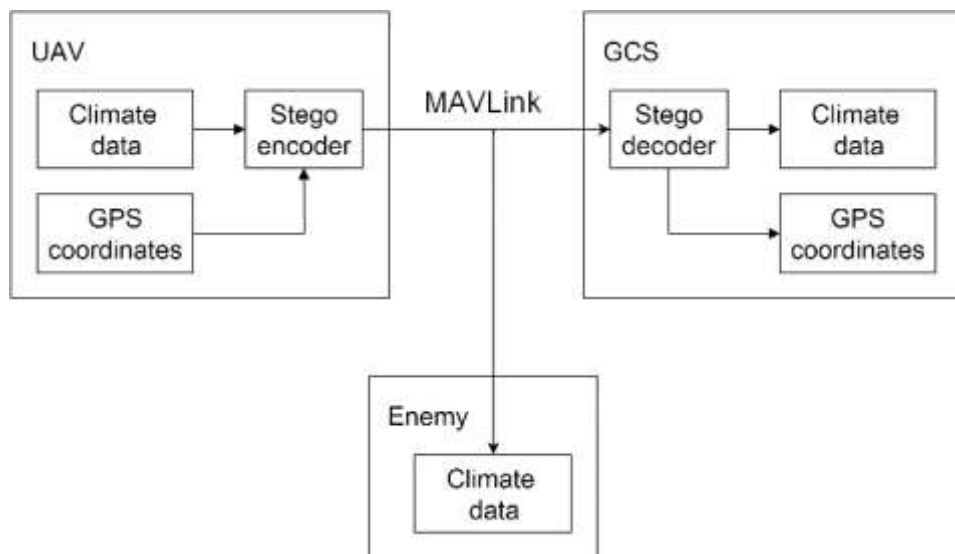 UAV
Climate
data
Stego
encoder
GPS
coordinates
MAVLink
GCS
Stego
decoder
Climate
data
GPS
coordinates
Enemy
Climate
data